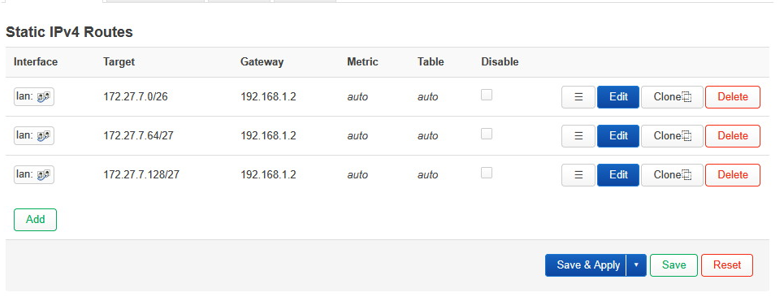 Static IPv4 Routes
Interface Target Gateway Metric Table Disable
lan: 172.27.7.0/26 192.168.1.2 auto auto ☰ Edit Clone Delete
lan: 172.27.7.64/27 192.168.1.2 auto auto ☰ Edit Clone Delete
lan: 172.27.7.128/27 192.168.1.2 auto auto ☰ Edit Clone Delete
Add
Save & Apply Save Reset